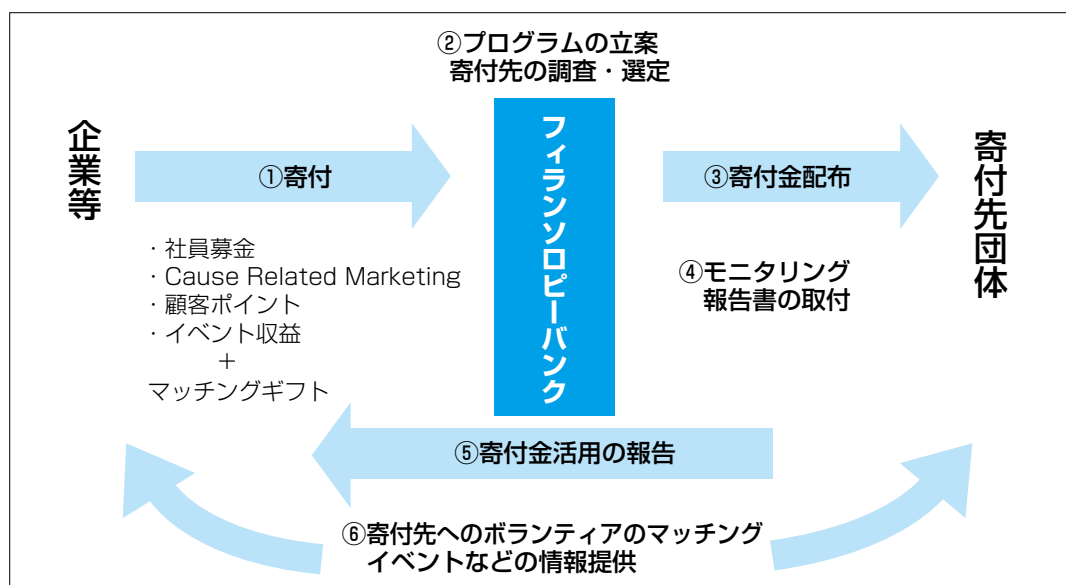 ②プログラムの立案
寄付先の調査・選定
企業等
①寄付
フィランソロピーバンク
③寄付金配布
寄付先団体
・社員募金
・Cause Related Marketing
・顧客ポイント
・イベント収益
＋
マッチングギフト
④モニタリング
報告書の取付
⑤寄付金活用の報告
⑥寄付先へのボランティアのマッチング
イベントなどの情報提供